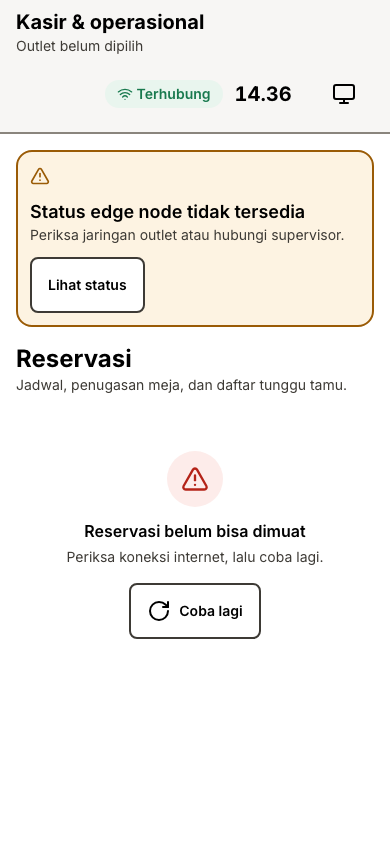 Kasir & operasional
Outlet belum dipilih
Terhubung 14.36
Status edge node tidak tersedia
Periksa jaringan outlet atau hubungi supervisor.
Lihat status
Reservasi
Jadwal, penugasan meja, dan daftar tunggu tamu.
Reservasi belum bisa dimuat
Periksa koneksi internet, lalu coba lagi.
Coba lagi